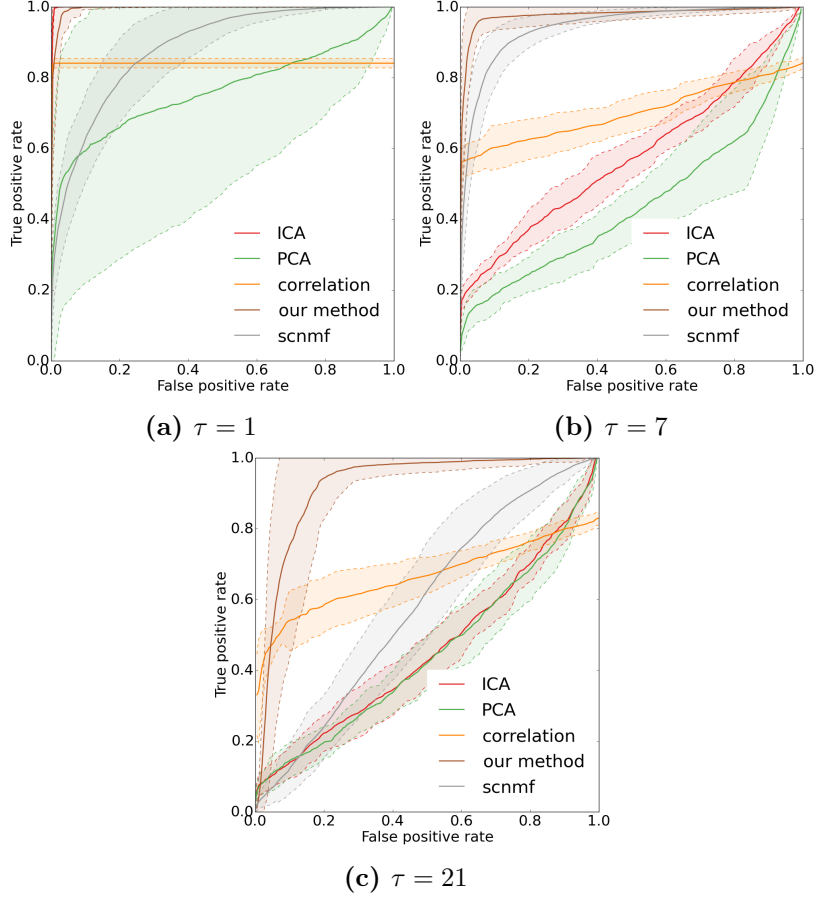 1.0
0.8
0.6
0.4
0.2
0.0
True positive rate
ICA
PCA
correlation
our method
scnmf
0.0 0.2 0.4 0.6 0.8 1.0
False positive rate
(a) τ = 1
1.0
0.8
0.6
0.4
0.2
0.0
True positive rate
ICA
PCA
correlation
our method
scnmf
0.0 0.2 0.4 0.6 0.8 1.0
False positive rate
(b) τ = 7
1.0
0.8
0.6
0.4
0.2
0.0
True positive rate
ICA
PCA
correlation
our method
scnmf
0.0 0.2 0.4 0.6 0.8 1.0
False positive rate
(c) τ = 21